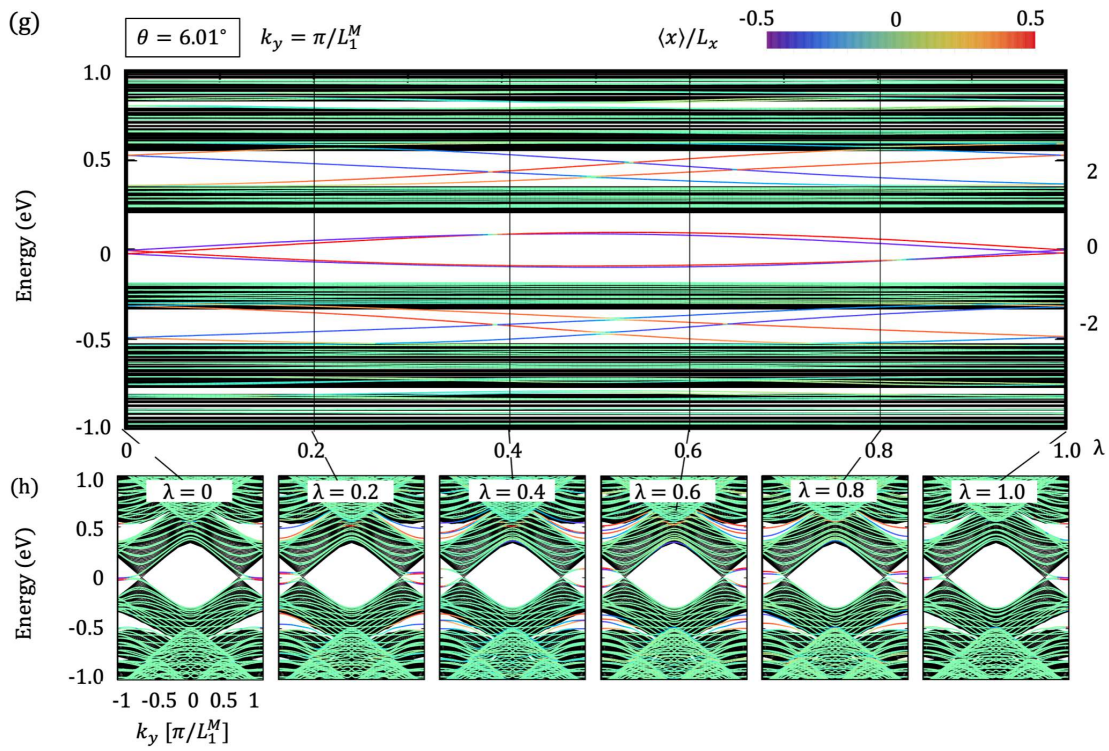 (g)
θ = 6.01°
k_y = π/L_1^M
⟨x⟩/L_x
-0.5 0 0.5
Energy (eV)
1.0
0.5
0
-0.5
-1.0
2
0
-2
0 0.2 0.4 0.6 0.8 1.0 λ
(h)
λ = 0 λ = 0.2 λ = 0.4 λ = 0.6 λ = 0.8 λ = 1.0
Energy (eV)
1.0
0.5
0
-0.5
-1.0
-1 -0.5 0 0.5 1
k_y [π/L_1^M]